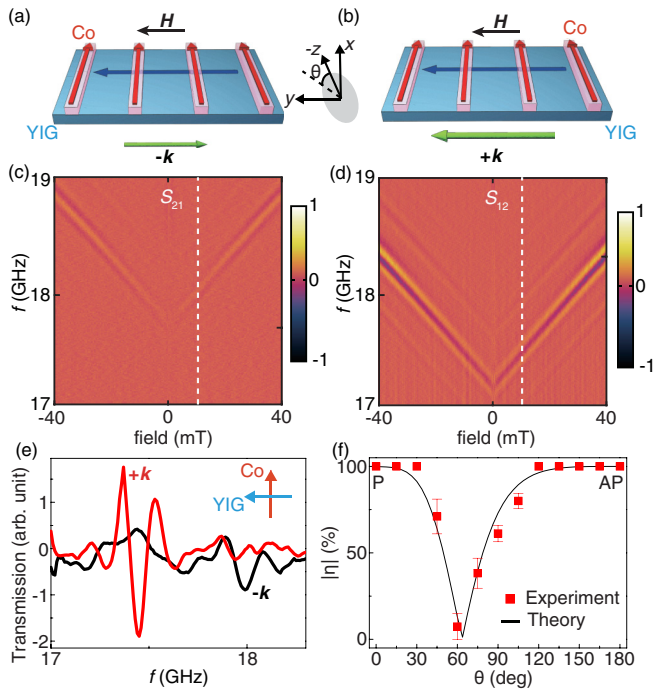 (a)
H
Co
YIG
-k
-z
x
θ
y
(b)
H
Co
YIG
+k
(c)
19
18
17
f (GHz)
S21
-40
0
40
field (mT)
1
0
-1
(d)
19
18
17
f (GHz)
S12
-40
0
40
field (mT)
1
0
-1
(e)
Transmission (arb. unit)
1
0
-1
-2
+k
Co
YIG
-k
17
18
f (GHz)
(f)
|η| (%)
100
50
0
P
AP
Experiment
Theory
0 30 60 90 120 150 180
θ (deg)